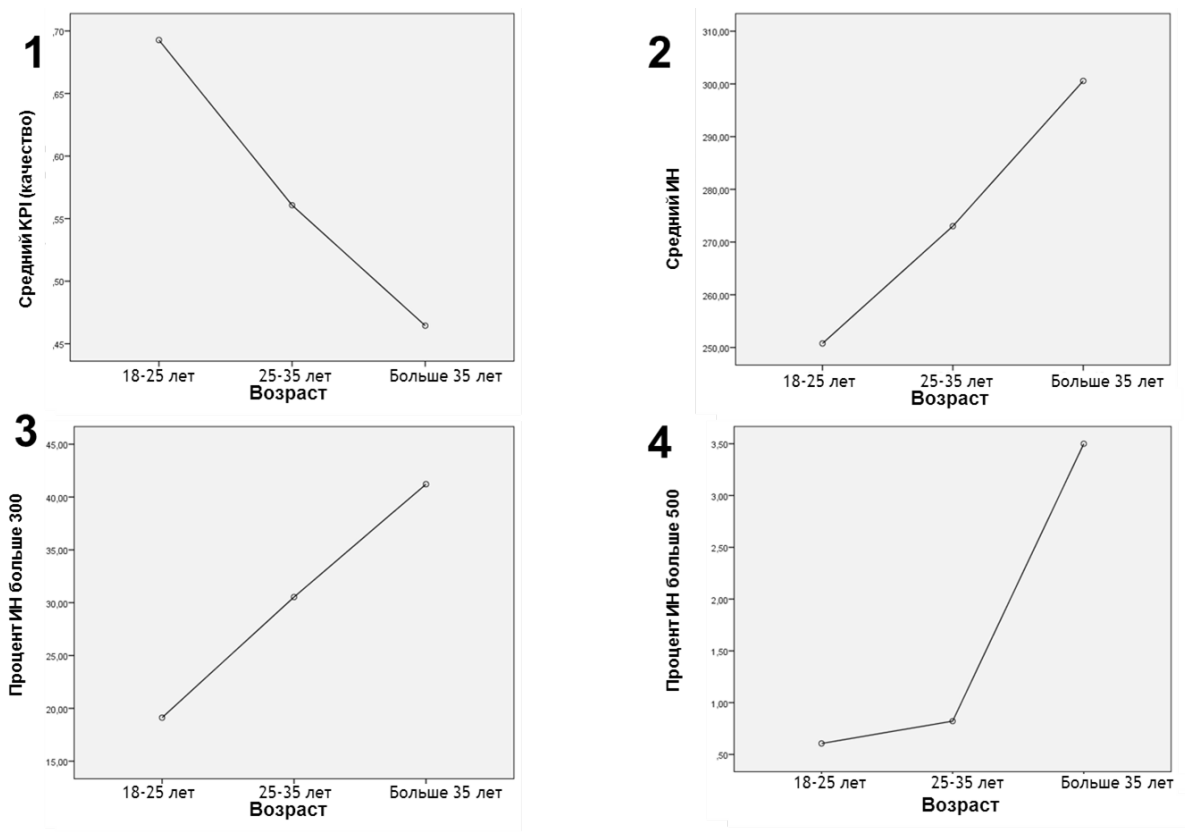 1
Средний KPI (качество)
,70
,65
,60
,55
,50
,45
18-25 лет
25-35 лет
Больше 35 лет
Возраст
2
Средний ИН
310,00
300,00
290,00
280,00
270,00
260,00
250,00
18-25 лет
25-35 лет
Больше 35 лет
Возраст
3
Процент ИН больше 300
45,00
40,00
35,00
30,00
25,00
20,00
15,00
18-25 лет
25-35 лет
Больше 35 лет
Возраст
4
Процент ИН больше 500
3,50
3,00
2,50
2,00
1,50
1,00
,50
18-25 лет
25-35 лет
Больше 35 лет
Возраст